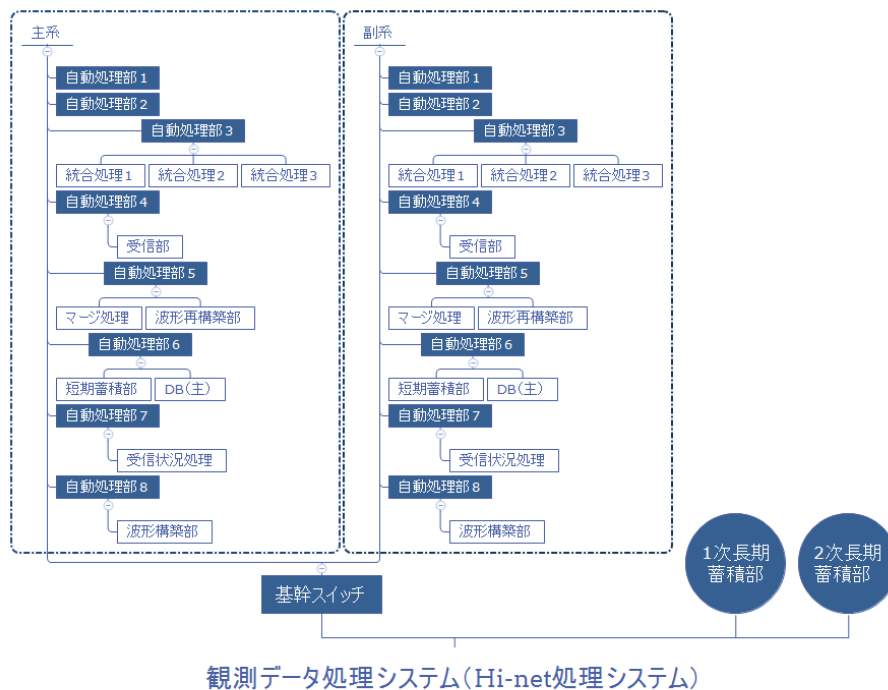 主系
自動処理部1
自動処理部2
自動処理部3
統合処理1 統合処理2 統合処理3
自動処理部4
受信部
自動処理部5
マージ処理 波形再構築部
自動処理部6
短期蓄積部 DB(主)
自動処理部7
受信状況処理
自動処理部8
波形構築部
副系
自動処理部1
自動処理部2
自動処理部3
統合処理1 統合処理2 統合処理3
自動処理部4
受信部
自動処理部5
マージ処理 波形再構築部
自動処理部6
短期蓄積部 DB(主)
自動処理部7
受信状況処理
自動処理部8
波形構築部
基幹スイッチ
1次長期
蓄積部
2次長期
蓄積部
観測データ処理システム(Hi-net処理システム)